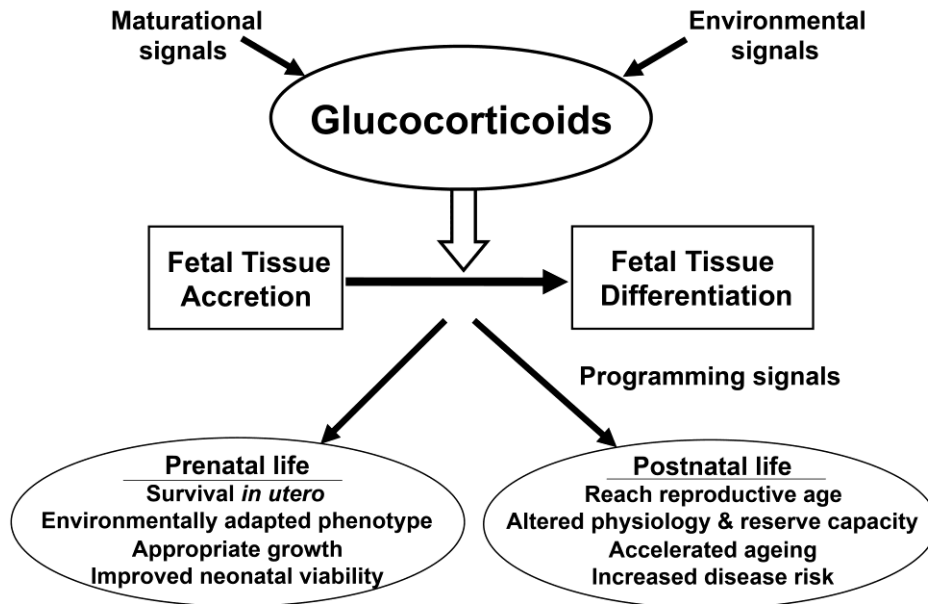 Maturational
signals
Environmental
signals
Glucocorticoids
Fetal Tissue
Accretion
Fetal Tissue
Differentiation
Programming signals
Prenatal life
Survival in utero
Environmentally adapted phenotype
Appropriate growth
Improved neonatal viability
Postnatal life
Reach reproductive age
Altered physiology & reserve capacity
Accelerated ageing
Increased disease risk